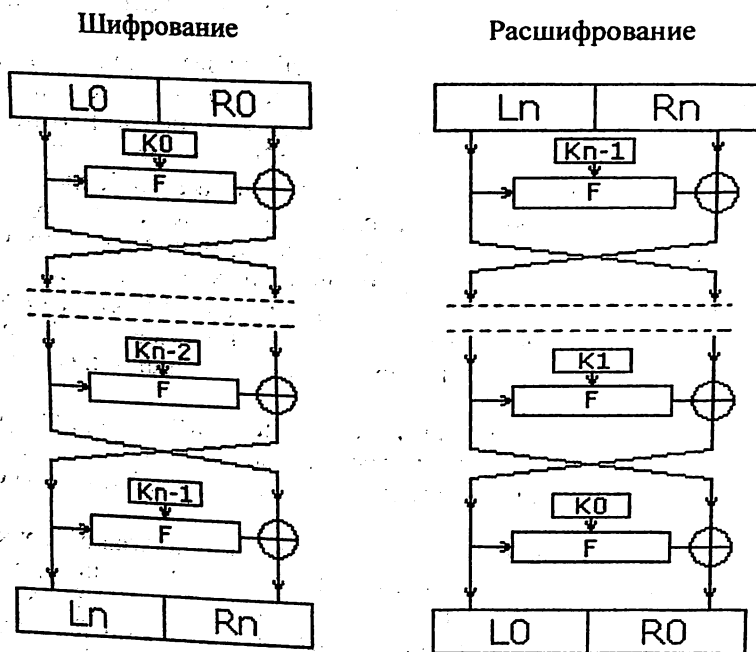 Шифрование
L0 R0
K0
F
Kn-2
F
Kn-1
F
Ln Rn
Расшифрование
Ln Rn
Kn-1
F
K1
F
K0
F
L0 R0